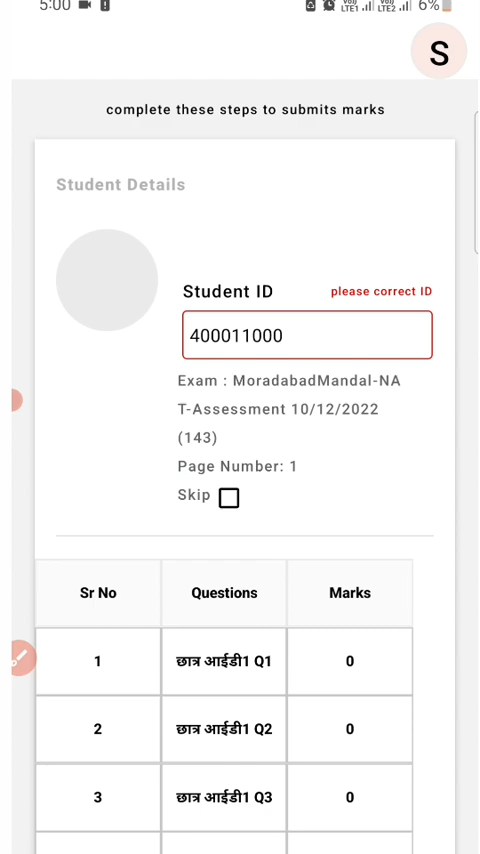 5:00 6%
LTE1 LTE2
S
complete these steps to submits marks
Student Details
Student ID please correct ID
400011000
Exam : MoradabadMandal-NA
T-Assessment 10/12/2022
(143)
Page Number: 1
Skip
Sr No Questions Marks
1 छात्र आईडी1 Q1 0
2 छात्र आईडी1 Q2 0
3 छात्र आईडी1 Q3 0